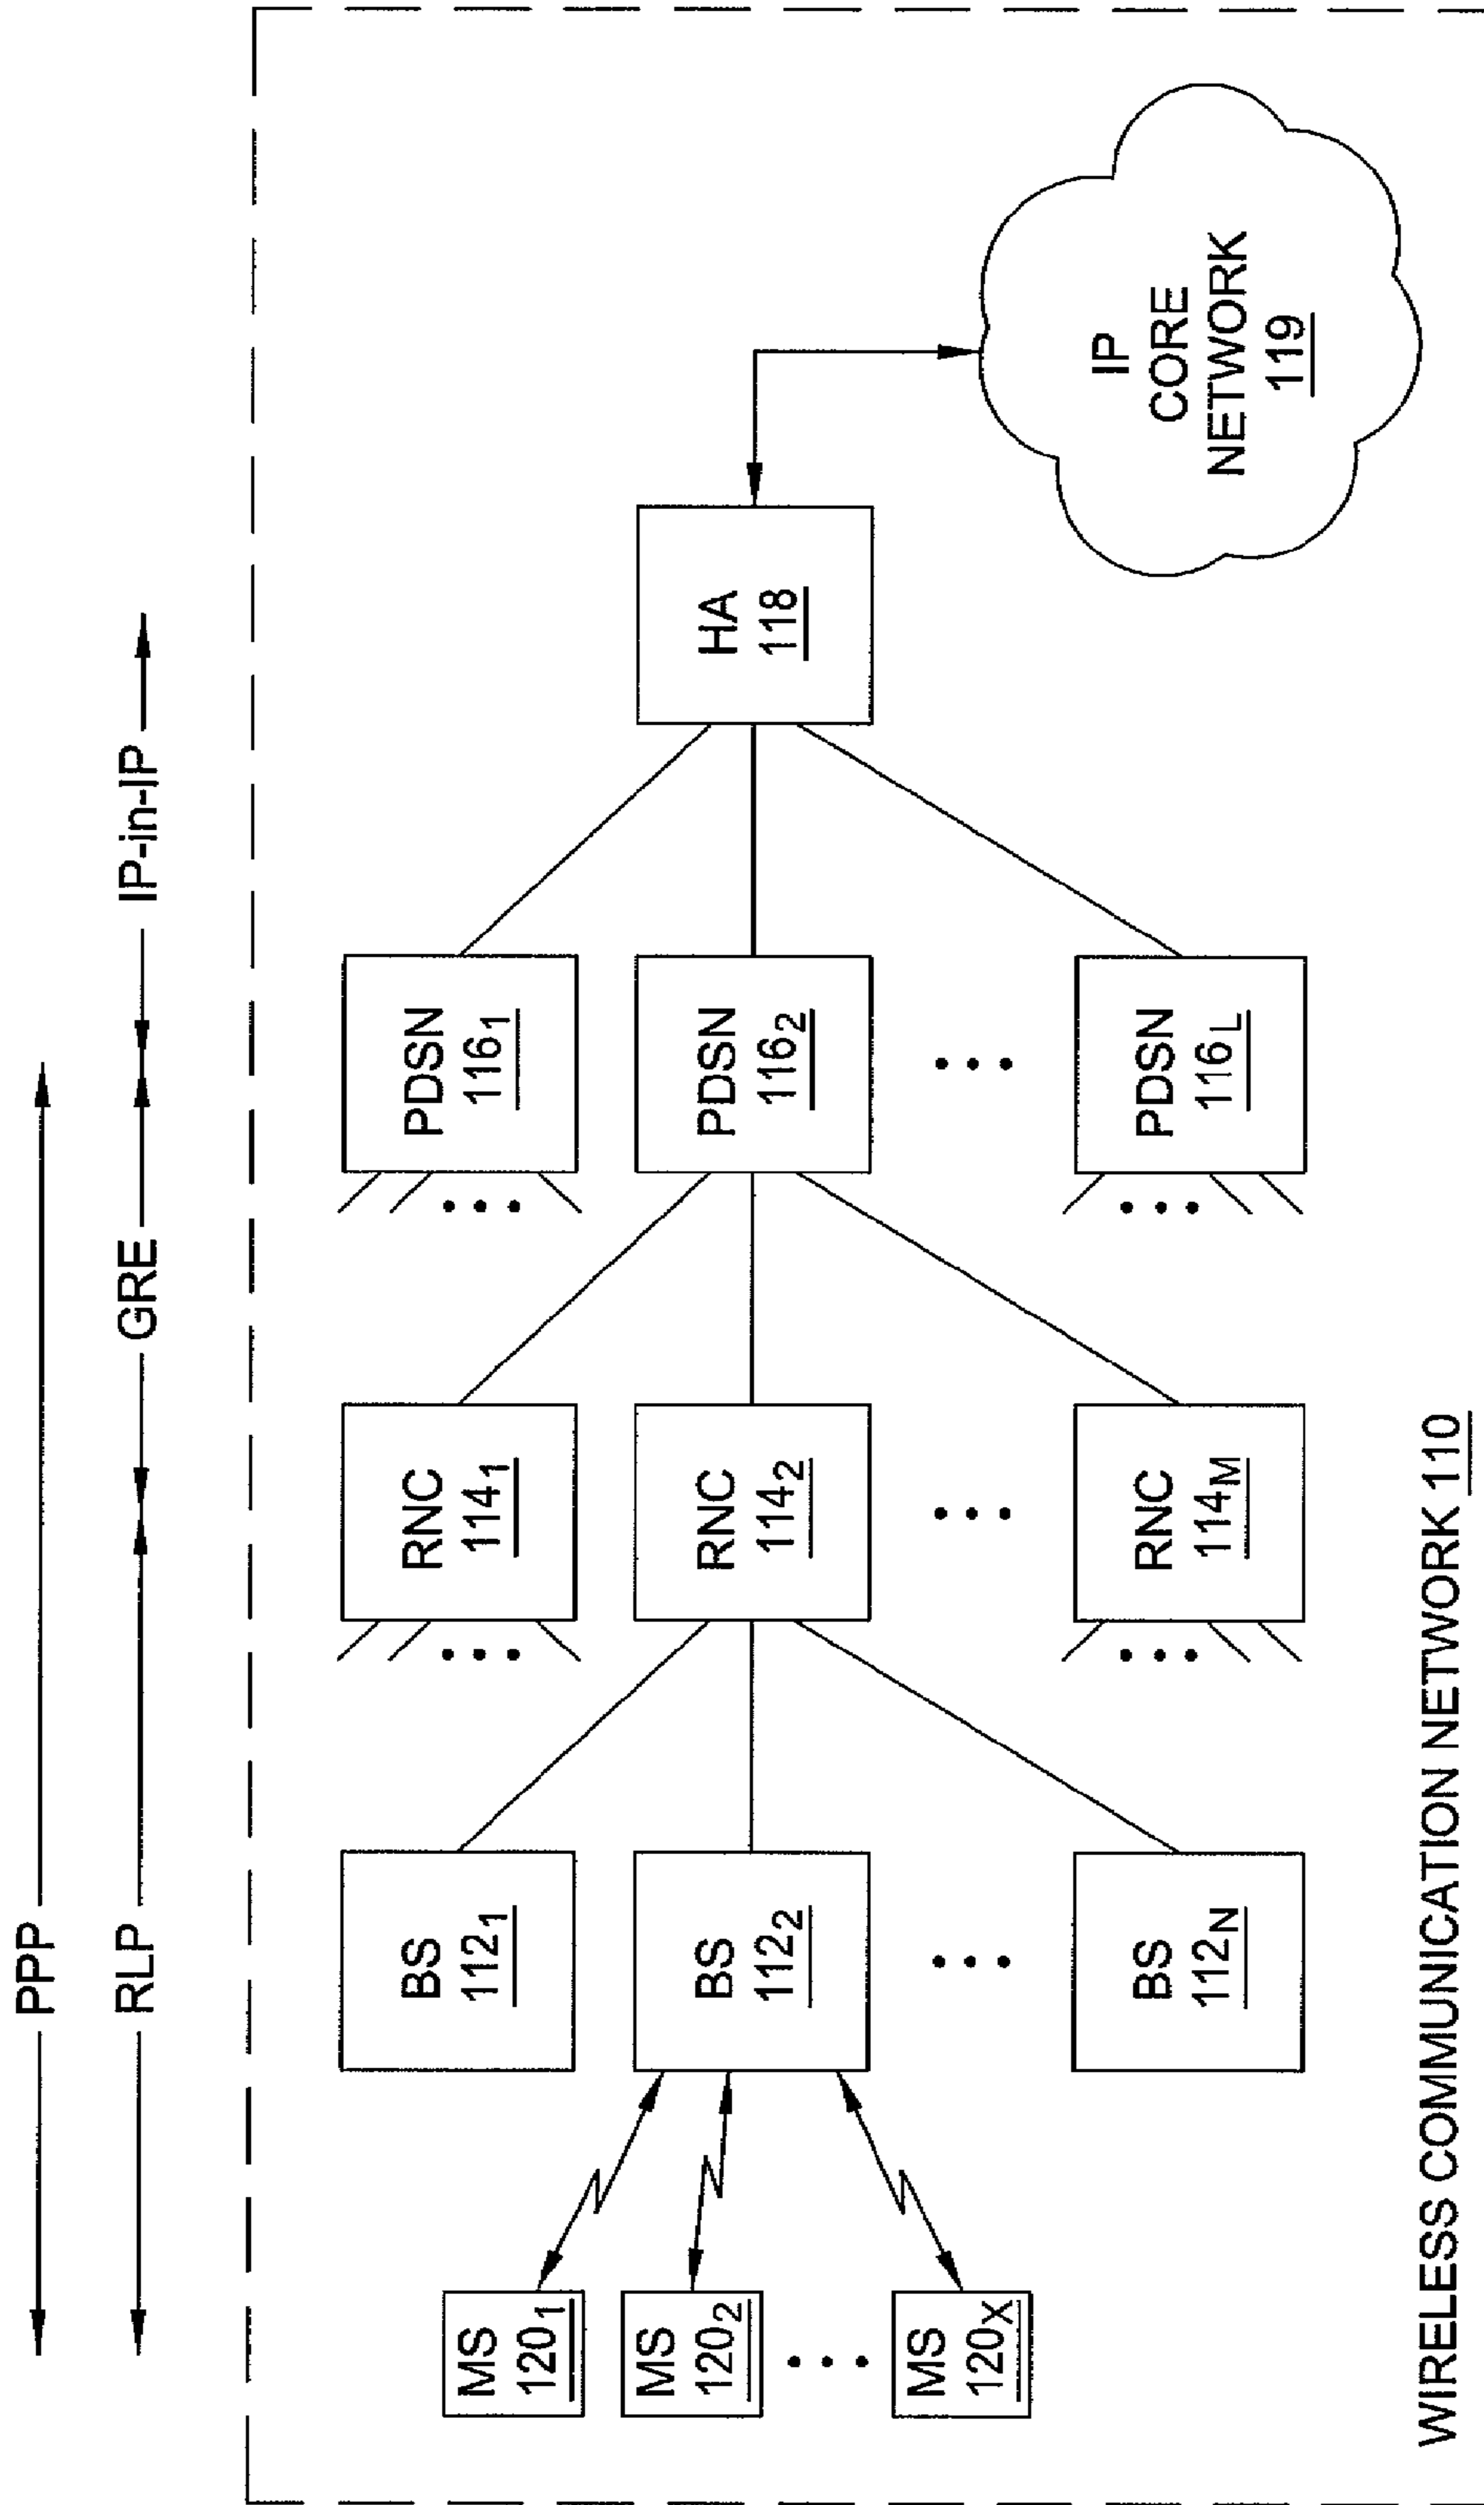 PPP
RLP
GRE
IP-in-IP
MS
120₁
MS
120₂
MS
120X
BS
112₁
BS
112₂
BS
112N
RNC
114₁
RNC
114₂
RNC
114M
PDSN
116₁
PDSN
116₂
PDSN
116L
HA
118
IP
CORE
NETWORK
119
WIRELESS COMMUNICATION NETWORK 110